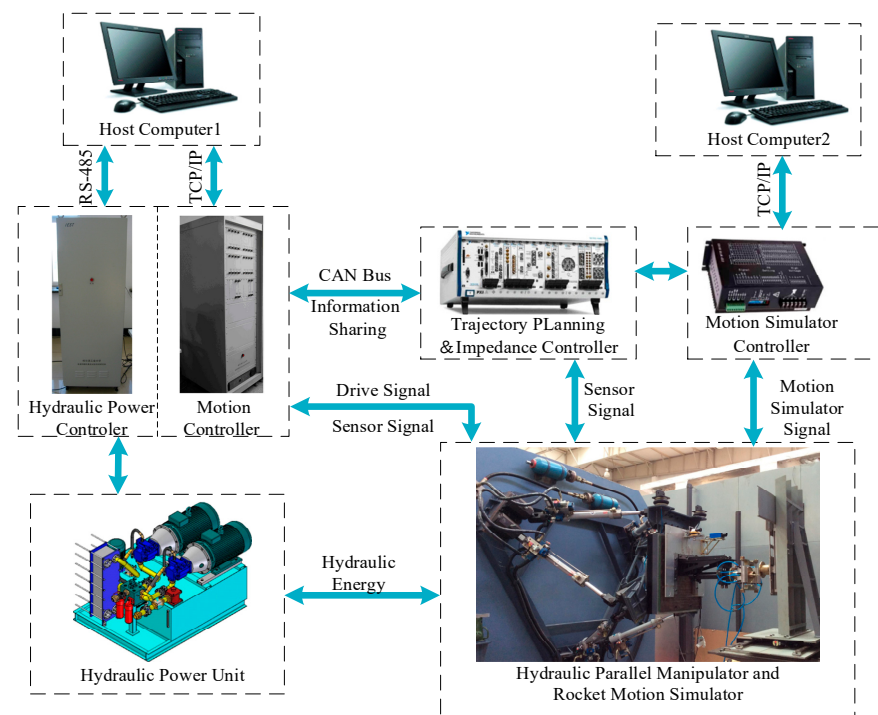 Host Computer1
Host Computer2
RS-485
TCP/IP
TCP/IP
CAN Bus
Information
Sharing
Trajectory PLanning
&Impedance Controller
Motion Simulator
Controller
Hydraulic Power
Controler
Motion
Controller
Drive Signal
Sensor Signal
Sensor
Signal
Motion
Simulator
Signal
Hydraulic
Energy
Hydraulic Power Unit
Hydraulic Parallel Manipulator and
Rocket Motion Simulator